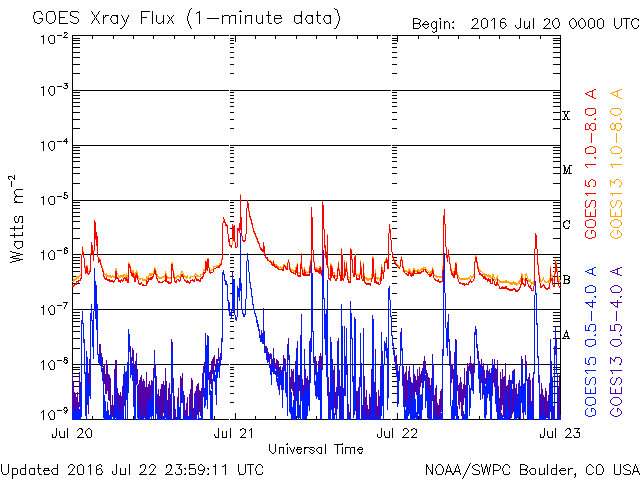 GOES Xray Flux (1-minute data)
Begin: 2016 Jul 20 0000 UTC
10⁻²
10⁻³
10⁻⁴
10⁻⁵
10⁻⁶
10⁻⁷
10⁻⁸
10⁻⁹
Watts m⁻²
X
M
C
B
A
GOES15 1.0-8.0 A
GOES13 1.0-8.0 A
GOES15 0.5-4.0 A
GOES13 0.5-4.0 A
Jul 20
Jul 21
Jul 22
Jul 23
Universal Time
Updated 2016 Jul 22 23:59:11 UTC
NOAA/SWPC Boulder, CO USA